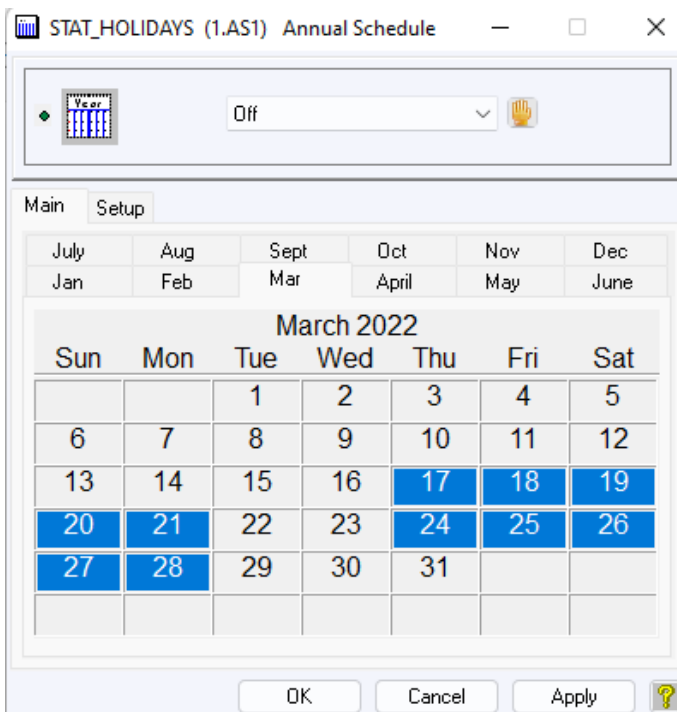 STAT_HOLIDAYS (1.AS1) Annual Schedule
Year
Off
Main Setup
July Aug Sept Oct Nov Dec
Jan Feb Mar April May June
March 2022
Sun Mon Tue Wed Thu Fri Sat
1 2 3 4 5
6 7 8 9 10 11 12
13 14 15 16 17 18 19
20 21 22 23 24 25 26
27 28 29 30 31
OK Cancel Apply ?